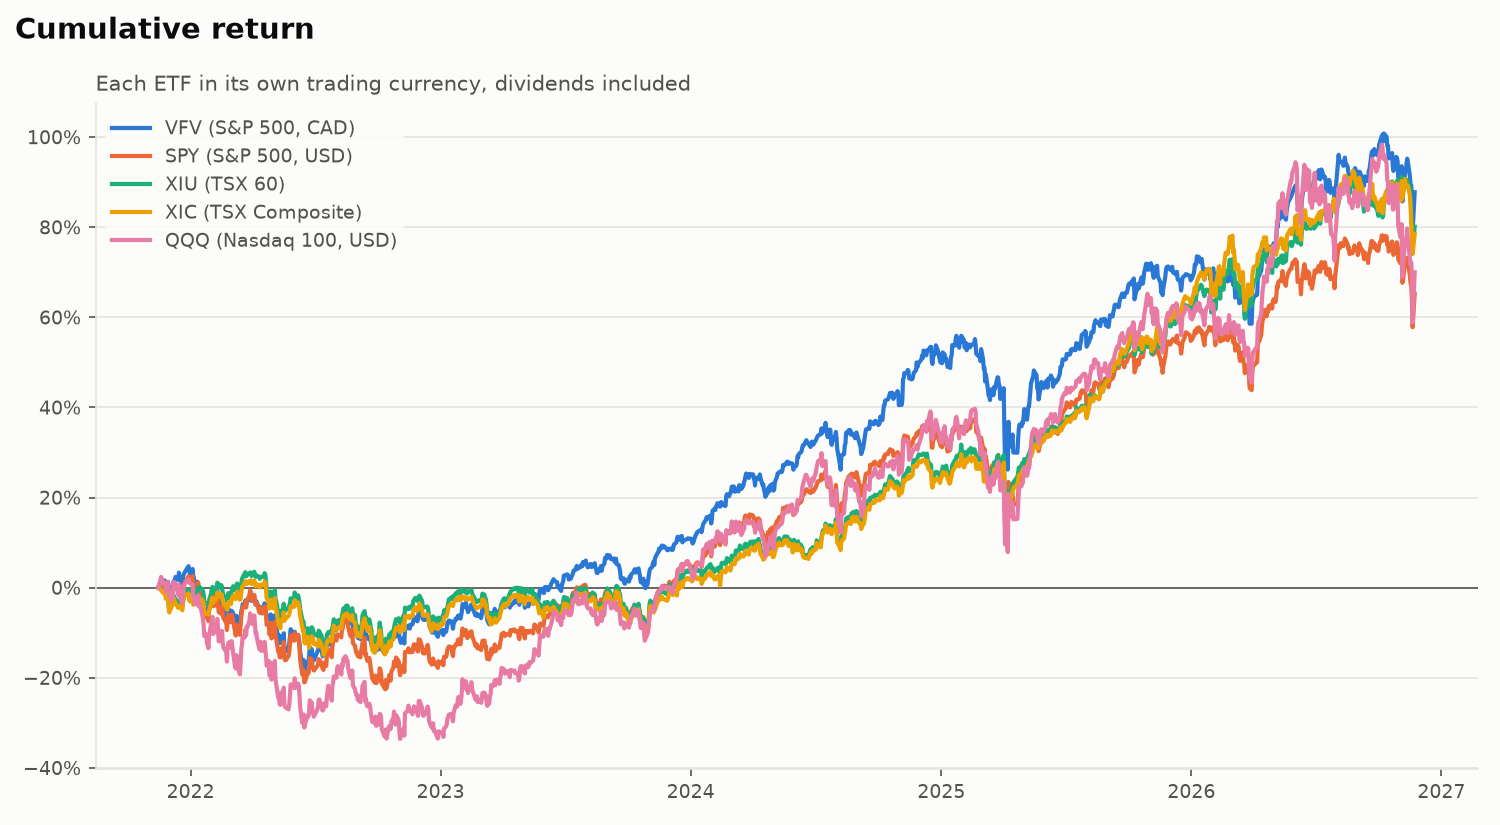 Cumulative return
Each ETF in its own trading currency, dividends included
VFV (S&P 500, CAD)
SPY (S&P 500, USD)
XIU (TSX 60)
XIC (TSX Composite)
QQQ (Nasdaq 100, USD)
100%
80%
60%
40%
20%
0%
−20%
−40%
2022 2023 2024 2025 2026 2027